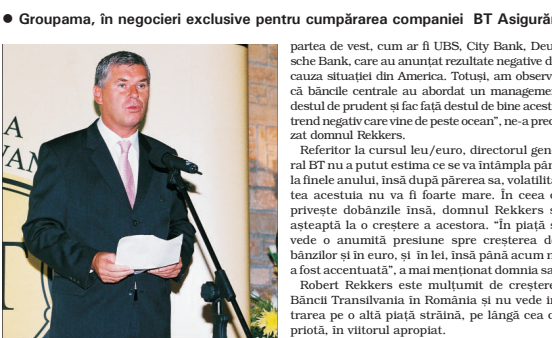 ● Groupama, în negocieri exclusive pentru cumpărarea companiei BT Asigurăr
partea de vest, cum ar fi UBS, City Bank, Deu
sche Bank, care au anunțat rezultate negative d
cauza situației din America. Totuși, am observ
că băncile centrale au abordat un managemen
destul de prudent și fac față destul de bine acest
trend negativ care vine de peste ocean”, ne-a prec
zat domnul Rekkers.
Referitor la cursul leu/euro, directorul gene
ral BT nu a putut estima ce se va întâmpla pân
la finele anului, însă după părerea sa, volatilita
tea acestuia nu va fi foarte mare. În ceea c
privește dobânzile însă, domnul Rekkers s
așteaptă la o creștere a acestora. “În piață s
vede o anumită presiune spre creșterea do
bânzilor și în euro, și în lei, însă până acum n
a fost accentuată”, a mai menționat domnia sa
Robert Rekkers este mulțumit de creștere
Băncii Transilvania în România și nu vede in
trarea pe o altă piață străină, pe lângă cea c
priotă, în viitorul apropiat.
A
VAN
T